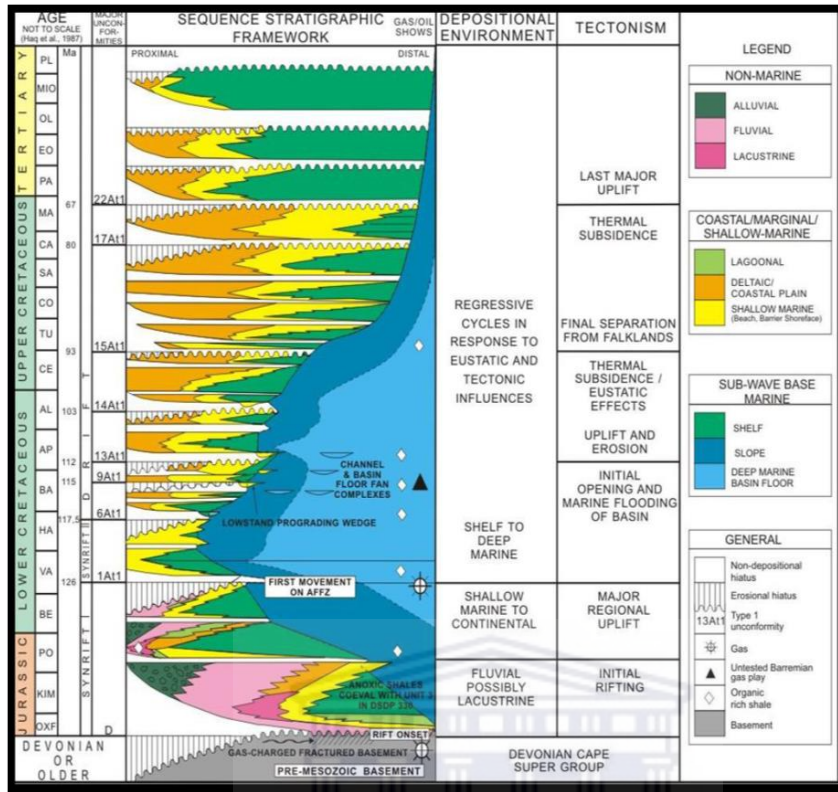 AGE
NOT TO SCALE
(Haq et al., 1987)
MAJOR
UNCON-
FOR-
MITIES
SEQUENCE STRATIGRAPHIC
FRAMEWORK
GAS/OIL
SHOWS
DEPOSITIONAL
ENVIRONMENT
TECTONISM
Ma
PROXIMAL
DISTAL
TERTIARY
PL
MIO
OL
EO
PA
UPPER CRETACEOUS
MA
CA
SA
CO
TU
CE
LOWER CRETACEOUS
AL
AP
BA
HA
VA
BE
JURASSIC
PO
KIM
OXF
DEVONIAN
OR
OLDER
67
80
93
103
112
115
117,5
126
22At1
17At1
15At1
14At1
13At1
9At1
6At1
1At1
D
DRIFT
SYNRIFT II
SYNRIFT I
CHANNEL
& BASIN
FLOOR FAN
COMPLEXES
LOWSTAND PROGRADING WEDGE
FIRST MOVEMENT
ON AFFZ
ANOXIC SHALES
COEVAL WITH UNIT 3
IN DSDP 330
RIFT ONSET
GAS-CHARGED FRACTURED BASEMENT
PRE-MESOZOIC BASEMENT
REGRESSIVE
CYCLES IN
RESPONSE TO
EUSTATIC AND
TECTONIC
INFLUENCES
SHELF TO
DEEP
MARINE
SHALLOW
MARINE TO
CONTINENTAL
FLUVIAL
POSSIBLY
LACUSTRINE
LAST MAJOR
UPLIFT
THERMAL
SUBSIDENCE
FINAL SEPARATION
FROM FALKLANDS
THERMAL
SUBSIDENCE /
EUSTATIC
EFFECTS
UPLIFT AND
EROSION
INITIAL
OPENING AND
MARINE FLOODING
OF BASIN
MAJOR
REGIONAL
UPLIFT
INITIAL
RIFTING
DEVONIAN CAPE
SUPER GROUP
LEGEND
NON-MARINE
ALLUVIAL
FLUVIAL
LACUSTRINE
COASTAL/MARGINAL/
SHALLOW-MARINE
LAGOONAL
DELTAIC/
COASTAL PLAIN
SHALLOW MARINE
(Beach, Barrier Shoreface)
SUB-WAVE BASE
MARINE
SHELF
SLOPE
DEEP MARINE
BASIN FLOOR
GENERAL
Non-depositional
hiatus
Erosional hiatus
13At1
Type 1
unconformity
Gas
Untested Barremian
gas play
Organic
rich shale
Basement